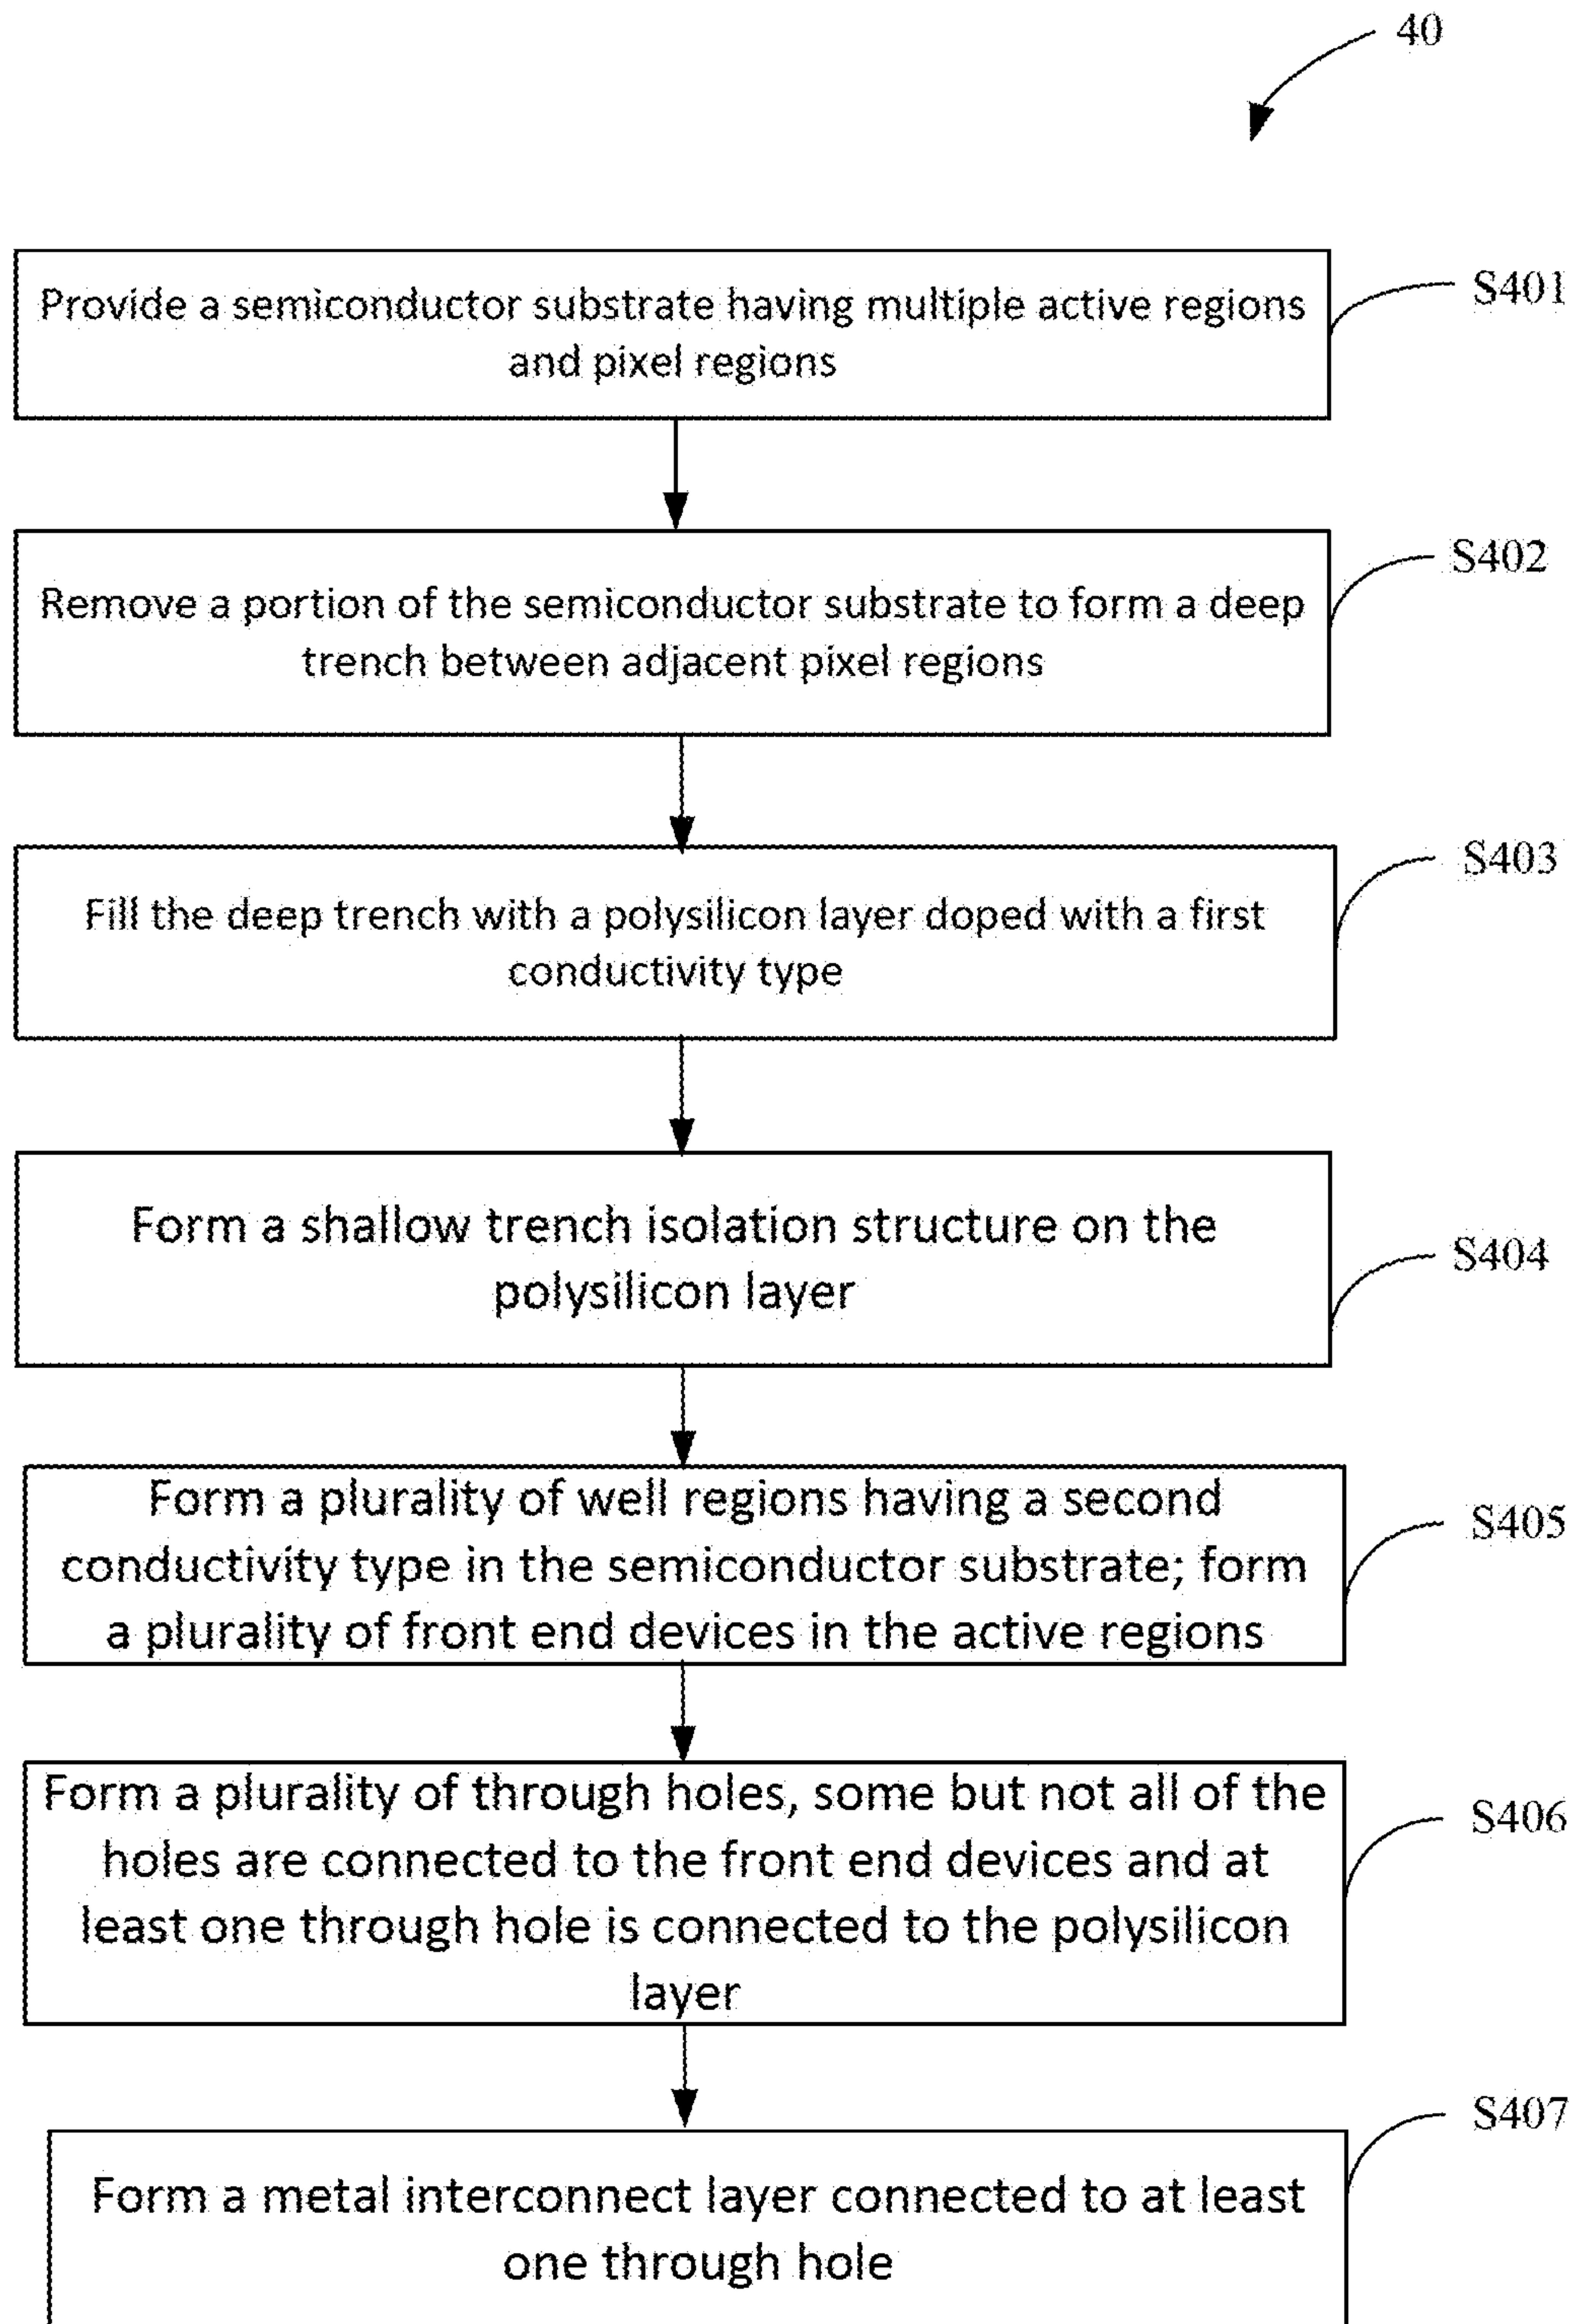 40
Provide a semiconductor substrate having multiple active regions
and pixel regions
S401
Remove a portion of the semiconductor substrate to form a deep
trench between adjacent pixel regions
S402
Fill the deep trench with a polysilicon layer doped with a first
conductivity type
S403
Form a shallow trench isolation structure on the
polysilicon layer
S404
Form a plurality of well regions having a second
conductivity type in the semiconductor substrate; form
a plurality of front end devices in the active regions
S405
Form a plurality of through holes, some but not all of the
holes are connected to the front end devices and at
least one through hole is connected to the polysilicon
layer
S406
Form a metal interconnect layer connected to at least
one through hole
S407